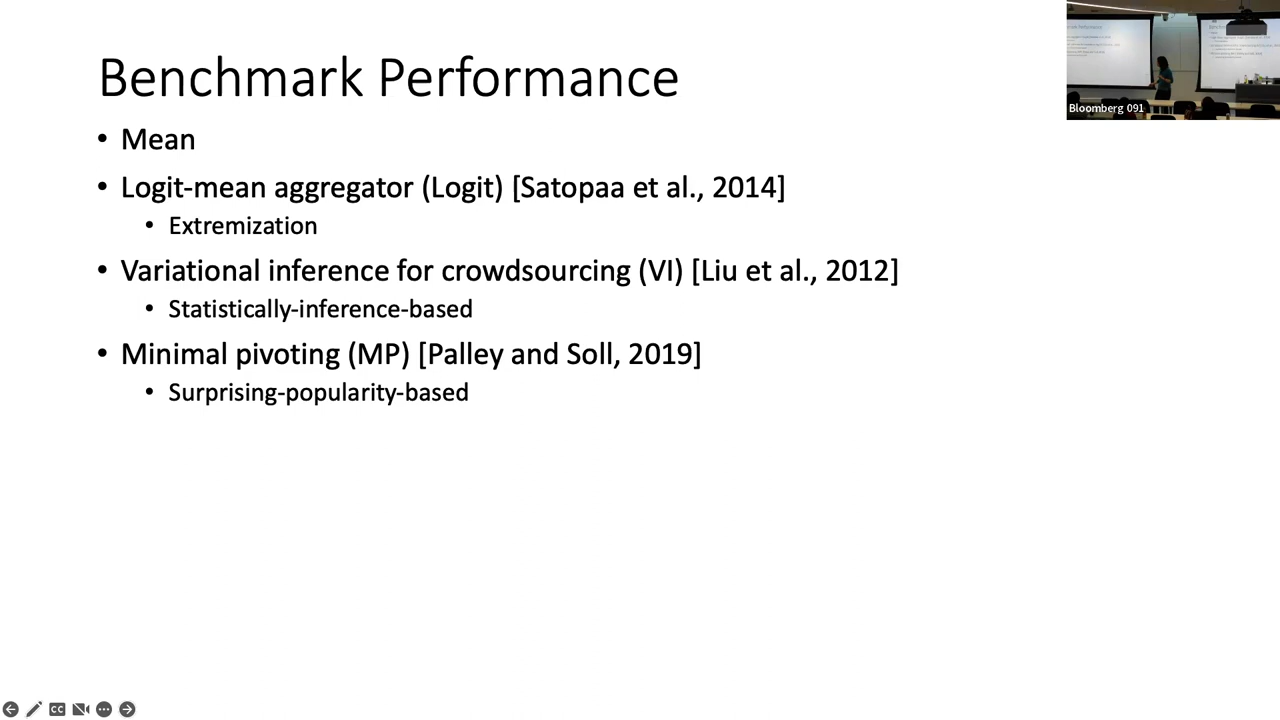 Benchmark Performance
• Mean
• Logit-mean aggregator (Logit) [Satopaa et al., 2014]
• Extremization
• Variational inference for crowdsourcing (VI) [Liu et al., 2012]
• Statistically-inference-based
• Minimal pivoting (MP) [Palley and Soll, 2019]
• Surprising-popularity-based
Bloomberg 091
CC